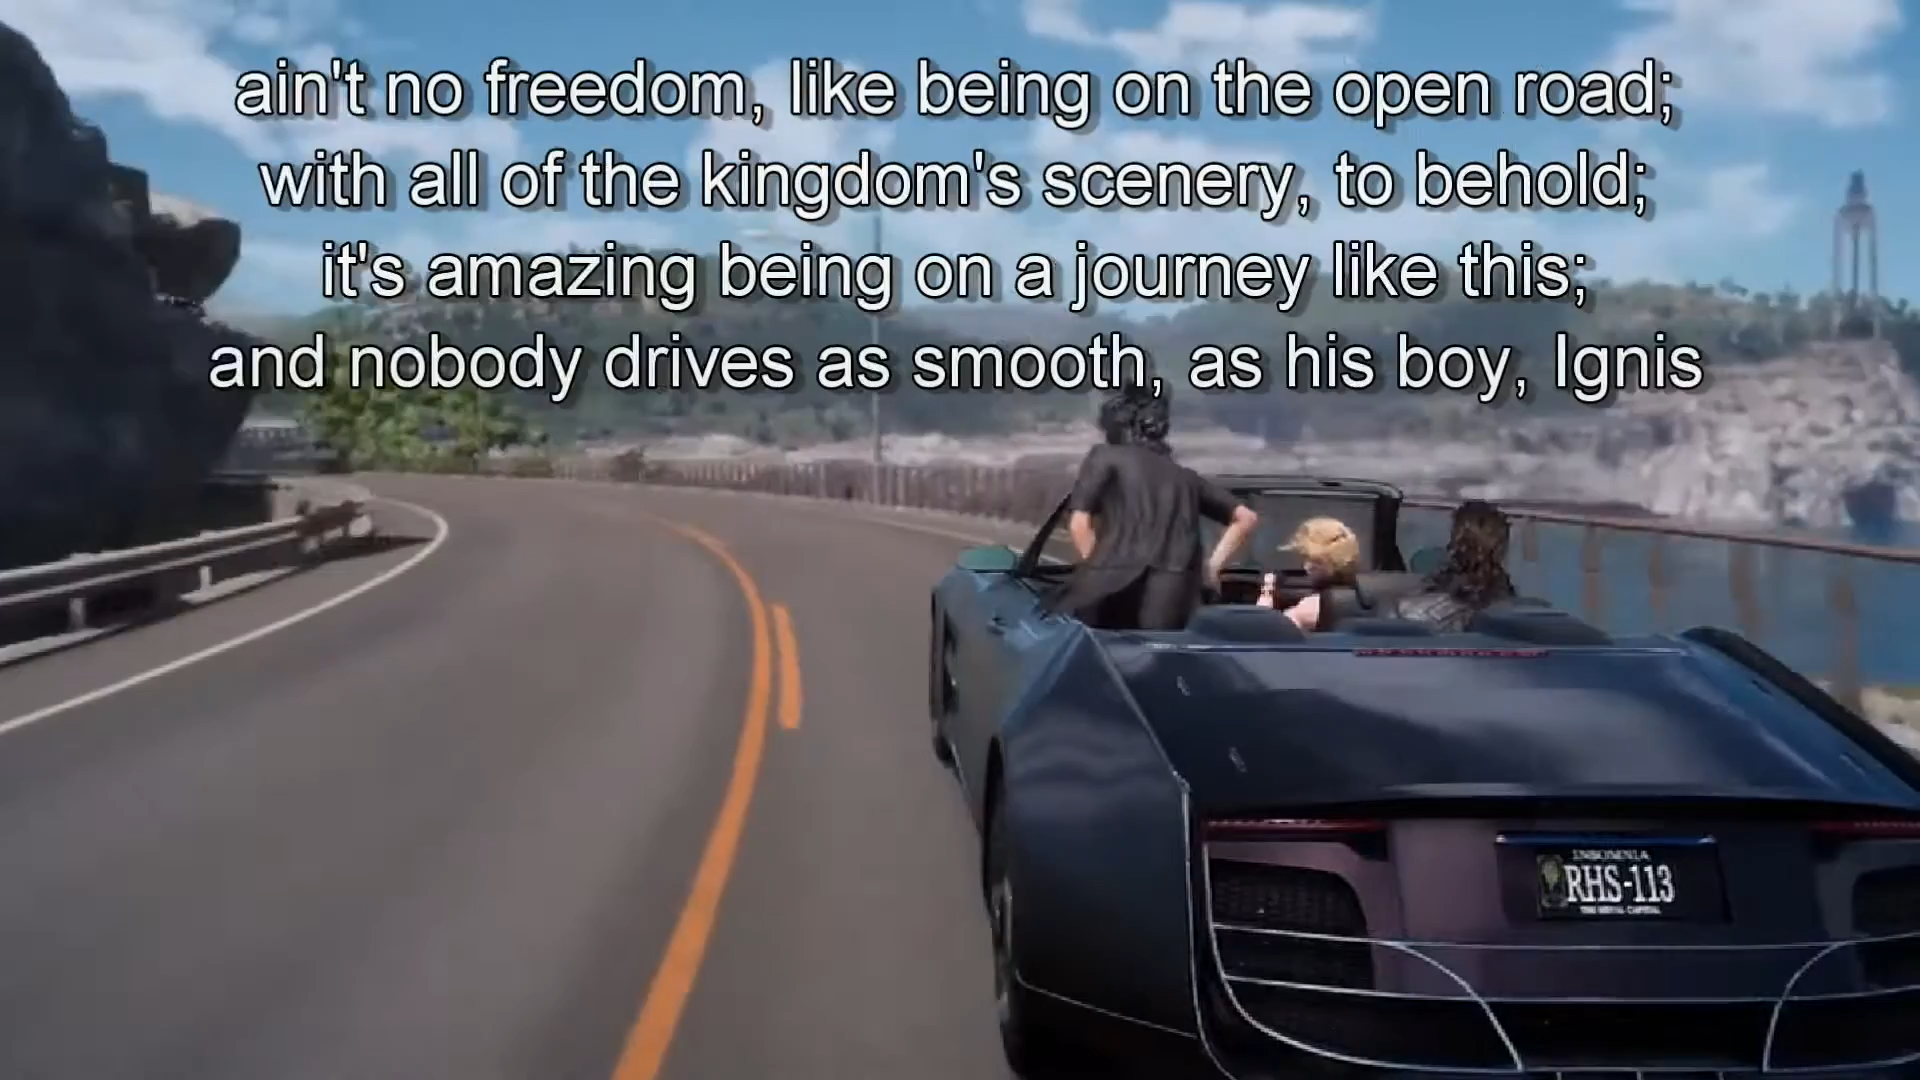 ain't no freedom, like being on the open road;
with all of the kingdom's scenery, to behold;
it's amazing being on a journey like this;
and nobody drives as smooth, as his boy, Ignis
INSOMNIA
RHS-113